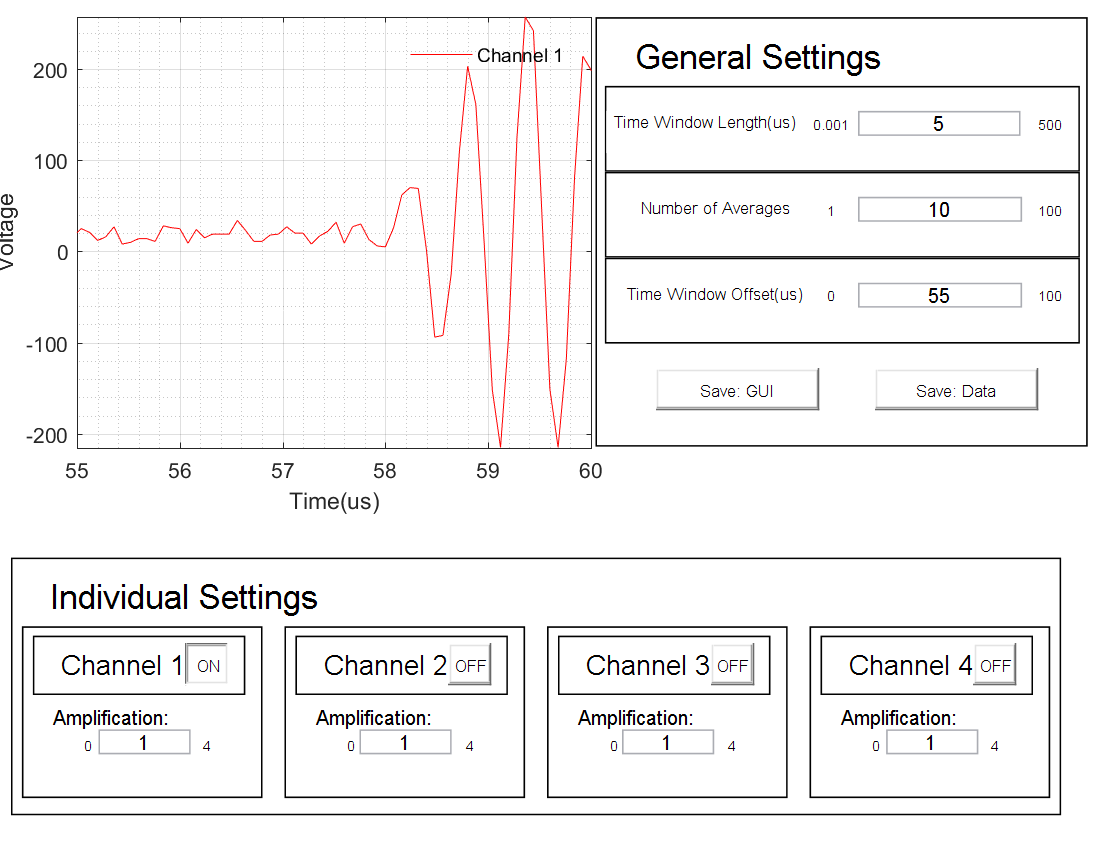 Channel 1
200
100
0
-100
-200
Voltage
55 56 57 58 59 60
Time(us)
General Settings
Time Window Length(us) 0.001 5 500
Number of Averages 1 10 100
Time Window Offset(us) 0 55 100
Save: GUI Save: Data
Individual Settings
Channel 1 ON
Amplification:
0 1 4
Channel 2 OFF
Amplification:
0 1 4
Channel 3 OFF
Amplification:
0 1 4
Channel 4 OFF
Amplification:
0 1 4